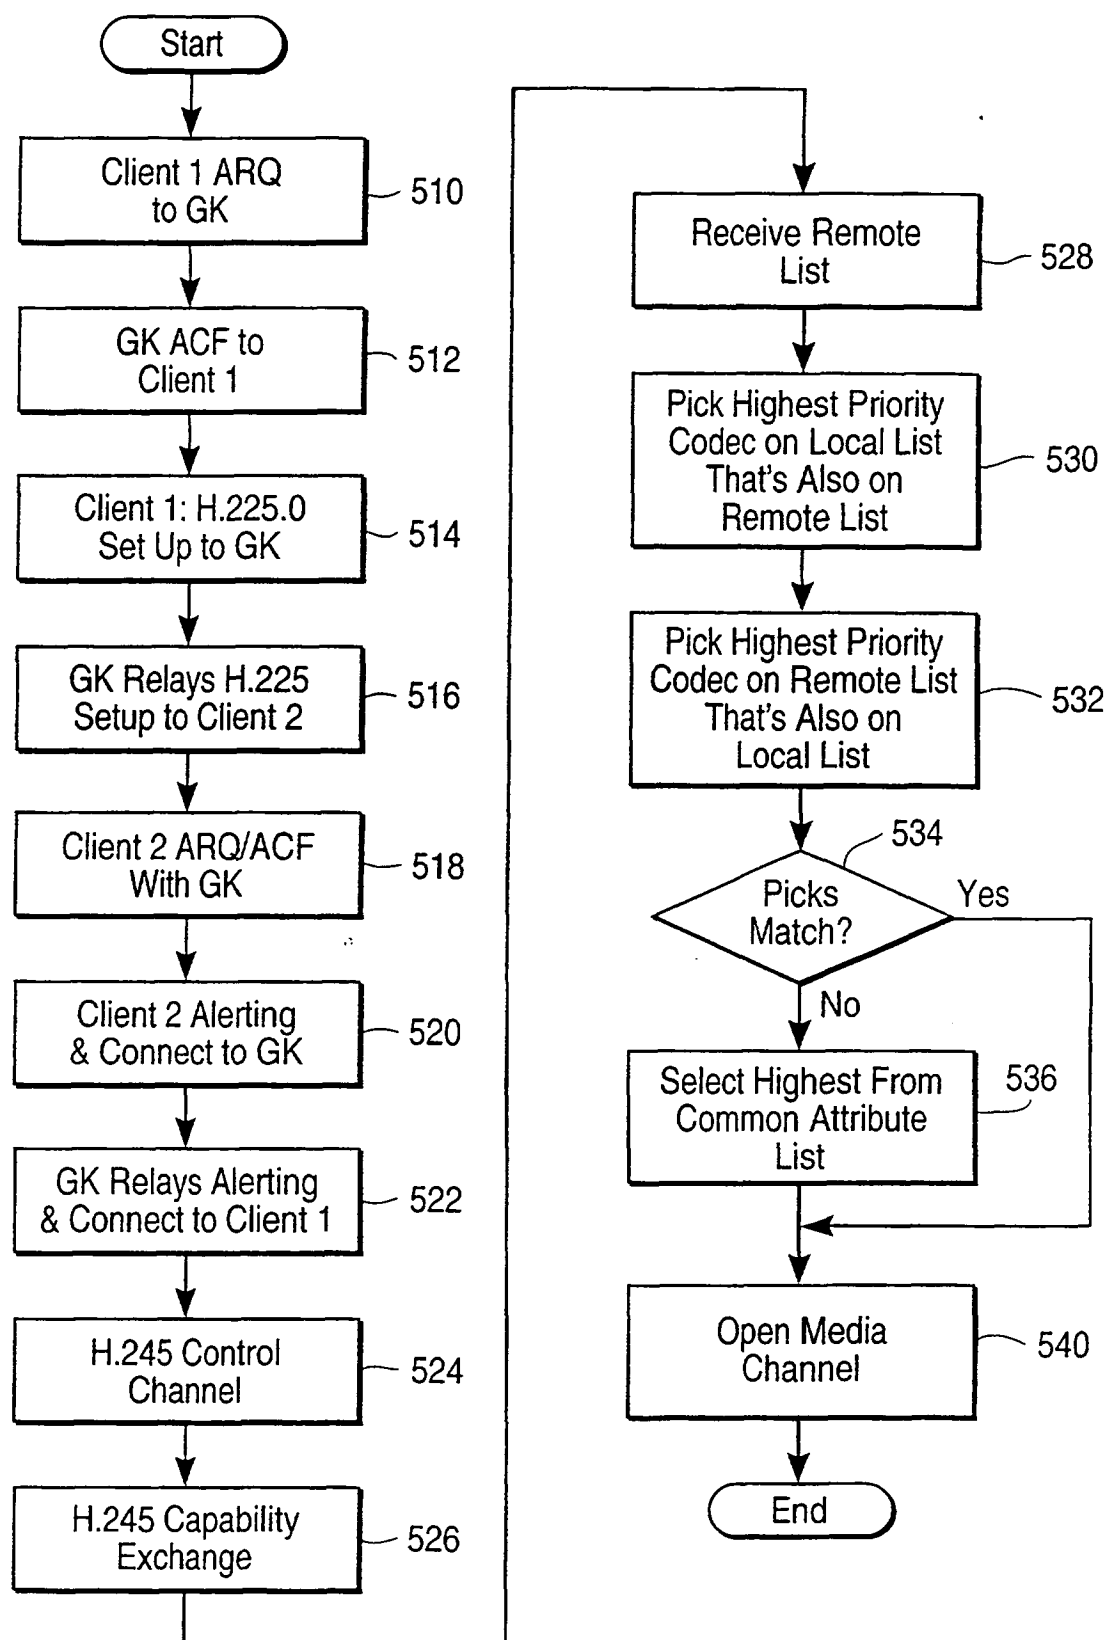 Start
Client 1 ARQ
to GK
510
GK ACF to
Client 1
512
Client 1: H.225.0
Set Up to GK
514
GK Relays H.225
Setup to Client 2
516
Client 2 ARQ/ACF
With GK
518
Client 2 Alerting
& Connect to GK
520
GK Relays Alerting
& Connect to Client 1
522
H.245 Control
Channel
524
H.245 Capability
Exchange
526
Receive Remote
List
528
Pick Highest Priority
Codec on Local List
That's Also on
Remote List
530
Pick Highest Priority
Codec on Remote List
That's Also on
Local List
532
534
Picks
Match?
Yes
No
Select Highest From
Common Attribute
List
536
Open Media
Channel
540
End